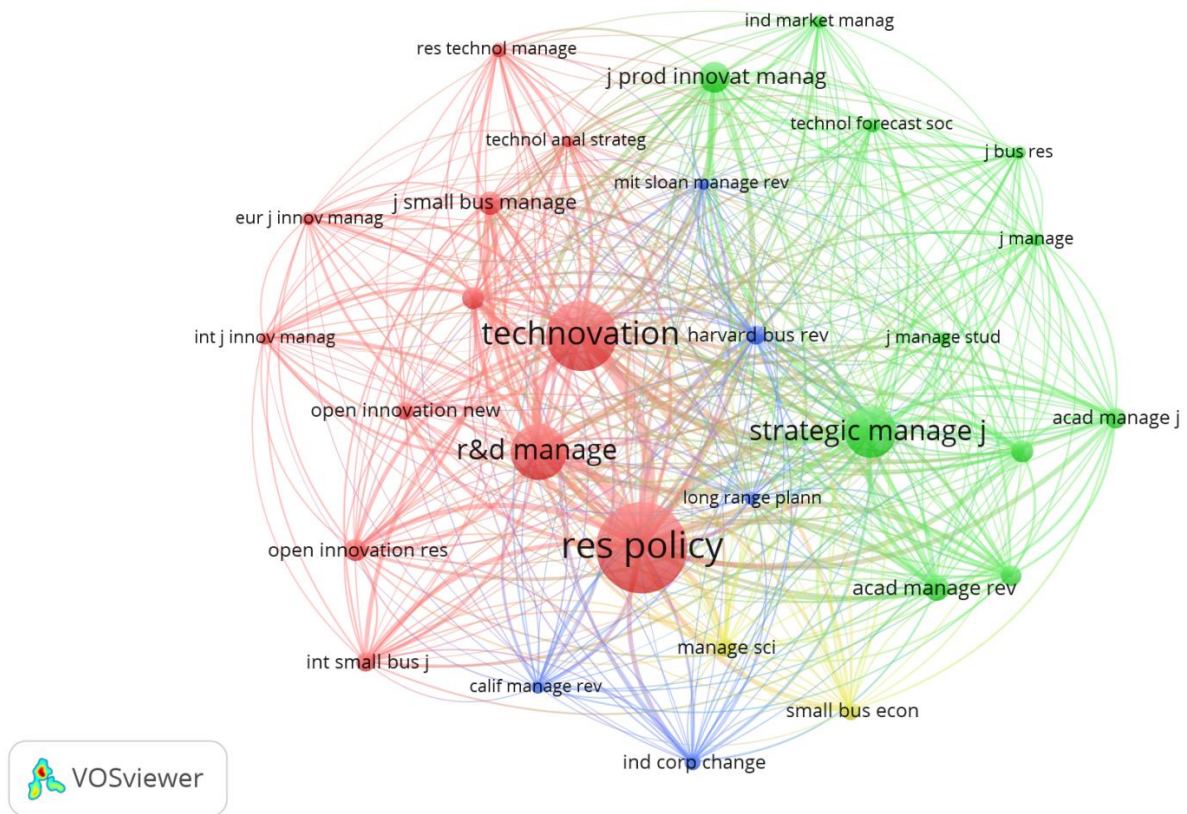 ind market manag
res technol manage
j prod innovat manag
technol forecast soc
technol anal strateg
j bus res
mit sloan manage rev
j small bus manage
eur j innov manag
j manage
technovation
harvard bus rev
int j innov manag
j manage stud
open innovation new
acad manage j
strategic manage j
r&d manage
long range plann
res policy
open innovation res
acad manage rev
manage sci
int small bus j
calif manage rev
small bus econ
ind corp change
VOSviewer